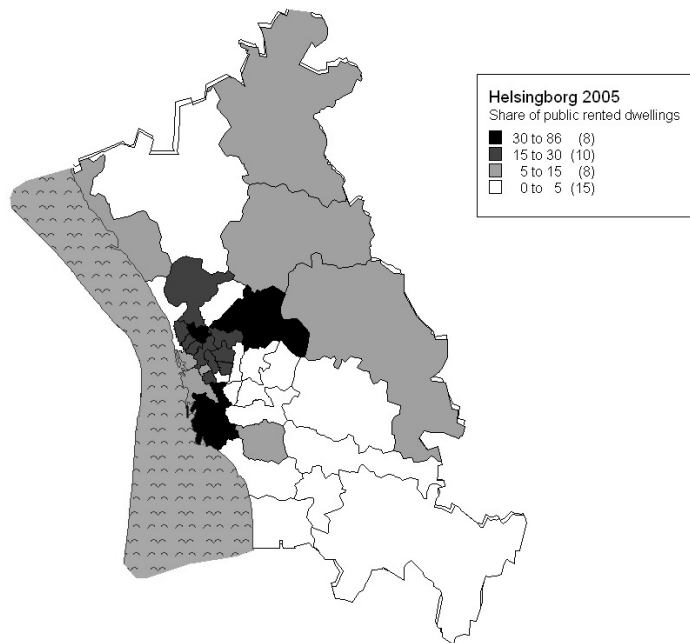 Helsingborg 2005
Share of public rented dwellings
30 to 86 (8)
15 to 30 (10)
5 to 15 (8)
0 to 5 (15)